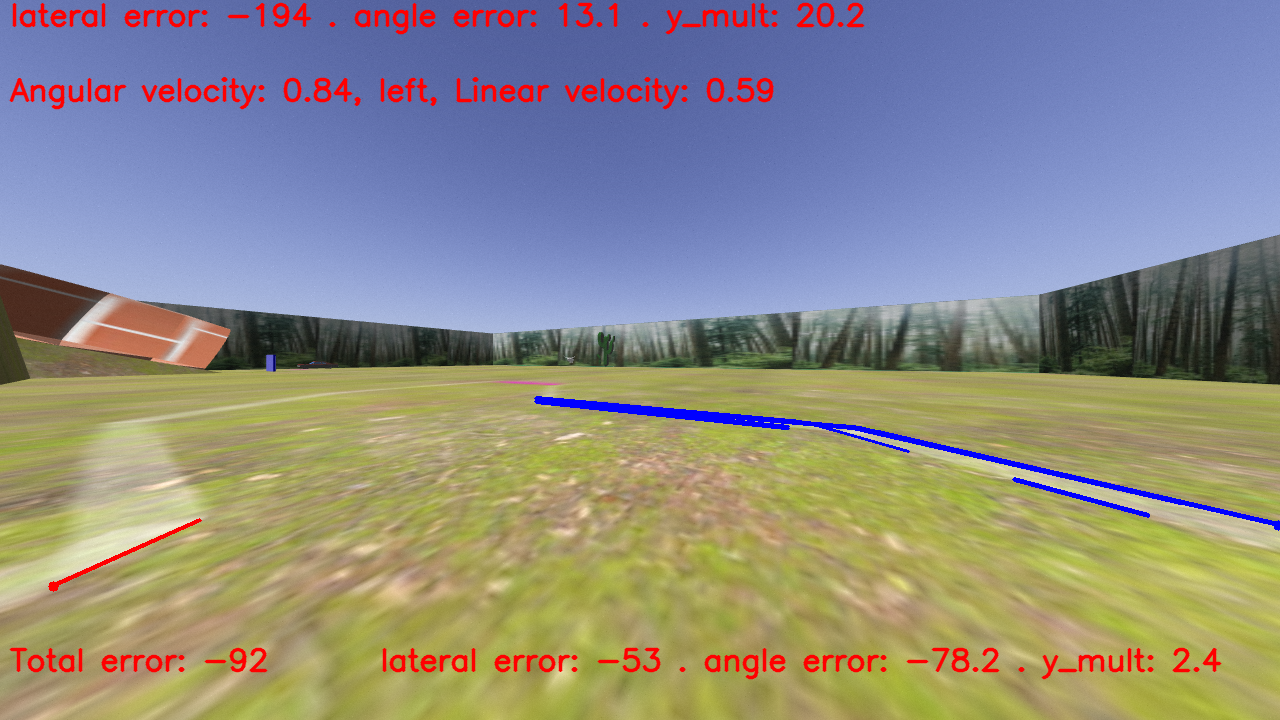 lateral error: -194 . angle error: 13.1 . y_mult: 20.2
Angular velocity: 0.84, left, Linear velocity: 0.59
Total error: -92
lateral error: -53 . angle error: -78.2 . y_mult: 2.4